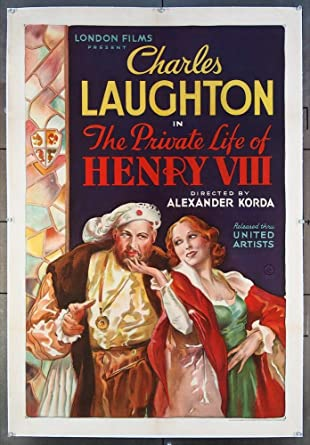 LONDON FILMS
PRESENT
Charles
LAUGHTON
IN
The Private Life of
HENRY VIII
DIRECTED BY
ALEXANDER KORDA
Released thru
UNITED
ARTISTS